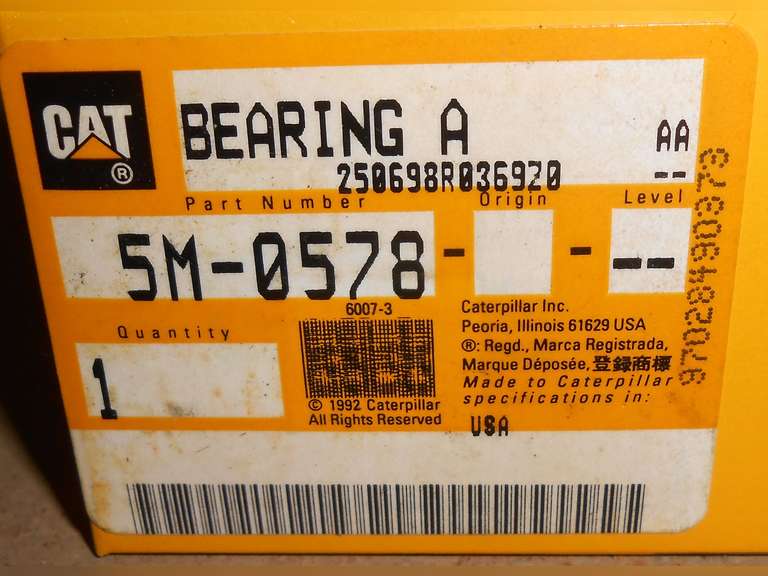 CAT
®
BEARING A
AA
250698R036920
--
Part Number
Origin
Level
5M-0578 - - --
6007-3
Quantity
1
© 1992 Caterpillar
All Rights Reserved
Caterpillar Inc.
Peoria, Illinois 61629 USA
®: Regd., Marca Registrada,
Marque Déposée, 登録商標
Made to Caterpillar
specifications in:
USA
97028490373